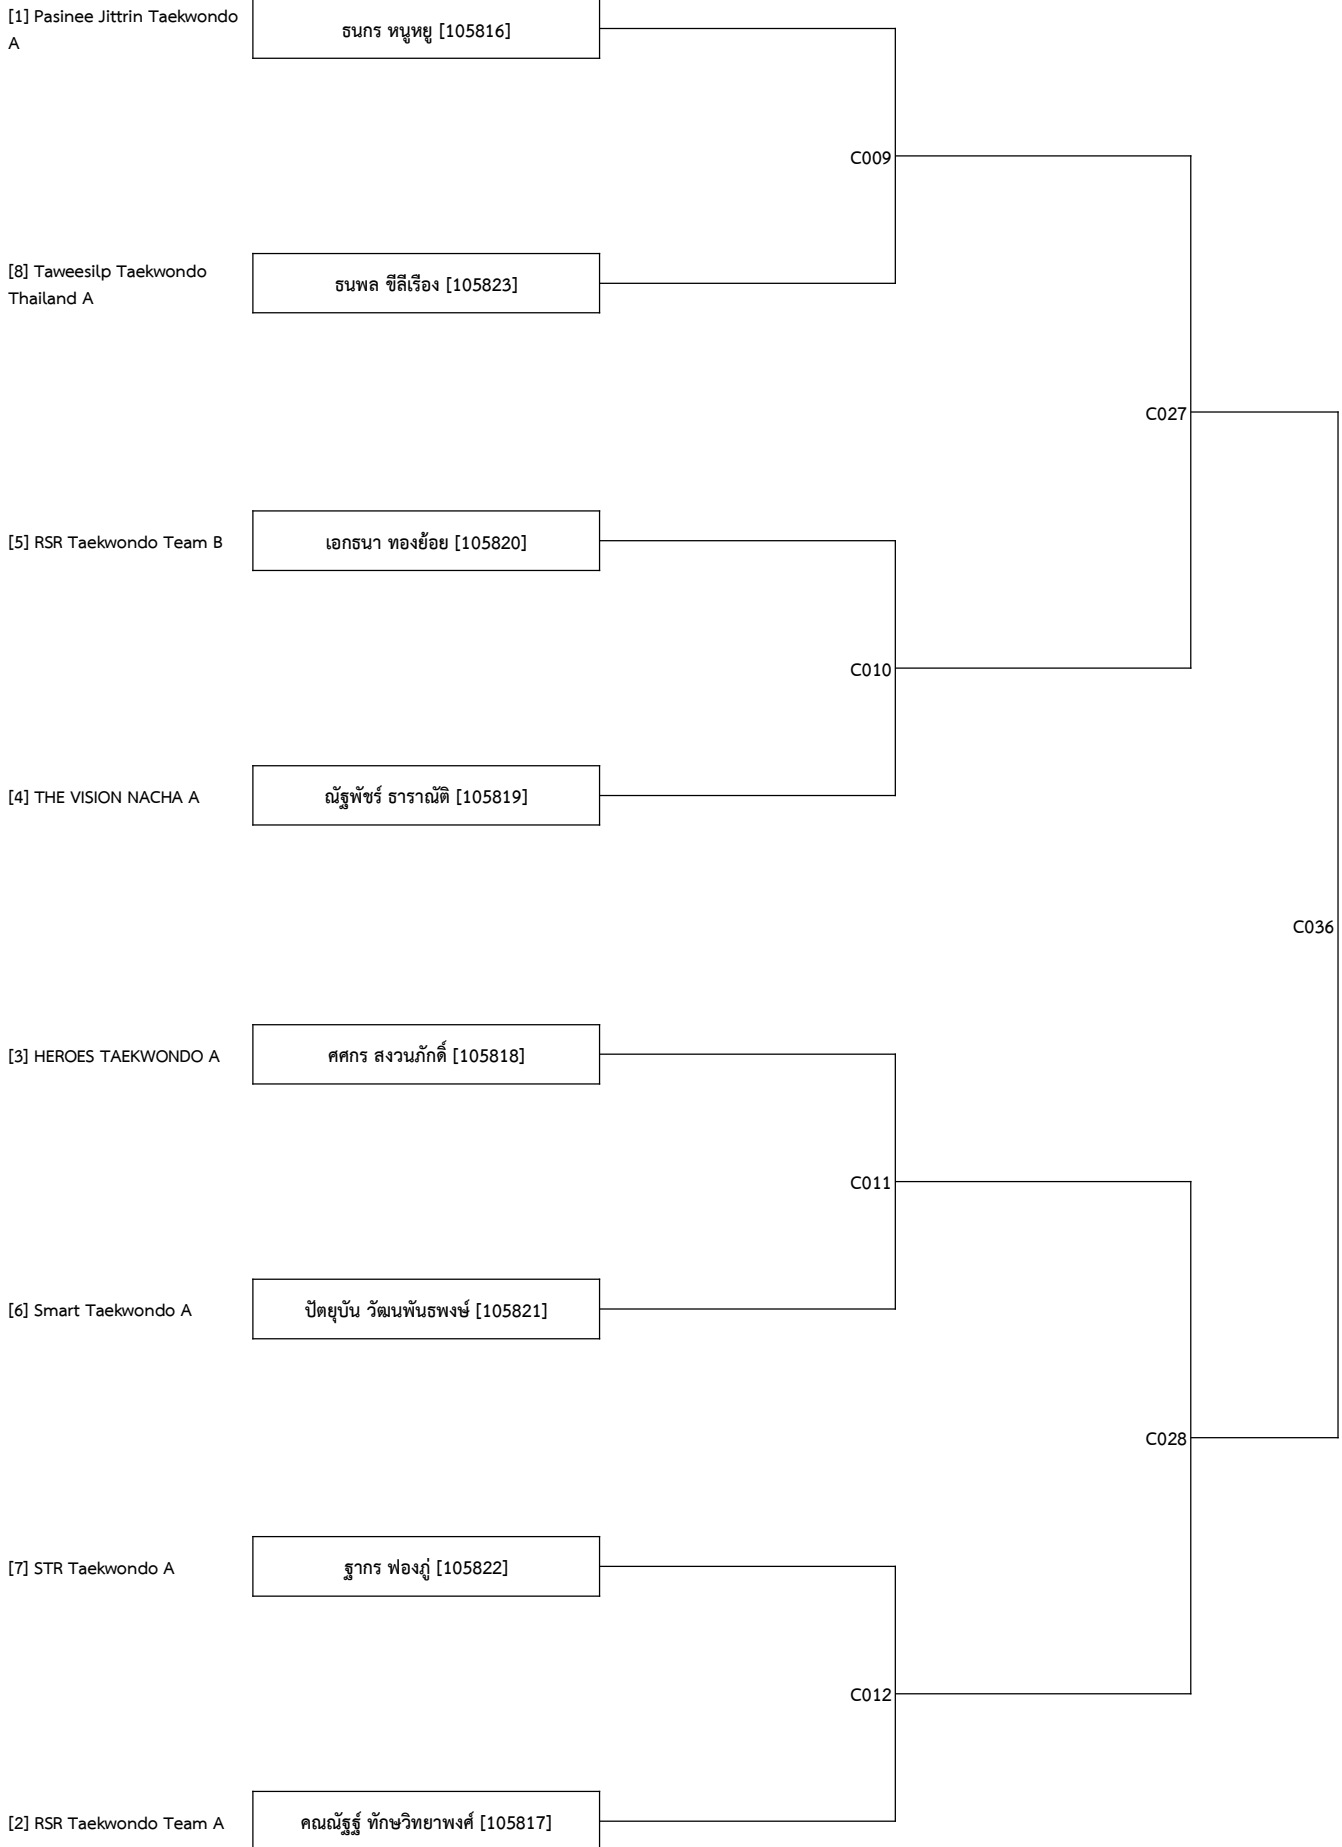 [1] Pasinee Jittrin Taekwondo
A
ธนกร หนูหยู [105816]
C009
[8] Taweesilp Taekwondo
Thailand A
ธนพล ขีลีเรือง [105823]
C027
[5] RSR Taekwondo Team B
เอกธนา ทองย้อย [105820]
C010
[4] THE VISION NACHA A
ณัฐพัชร์ ธาราณัติ [105819]
C036
[3] HEROES TAEKWONDO A
ศศกร สงวนภักดิ์ [105818]
C011
[6] Smart Taekwondo A
ปัตยุบัน วัฒนพันธพงษ์ [105821]
C028
[7] STR Taekwondo A
ฐากร ฟองภู่ [105822]
C012
[2] RSR Taekwondo Team A
คณณัฐฐ์ ทักษวิทยาพงศ์ [105817]